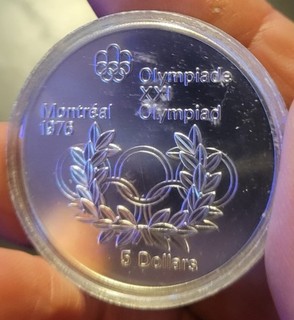 Olympiade
XXI
Olympiad
Montréal
1976
5 Dollars